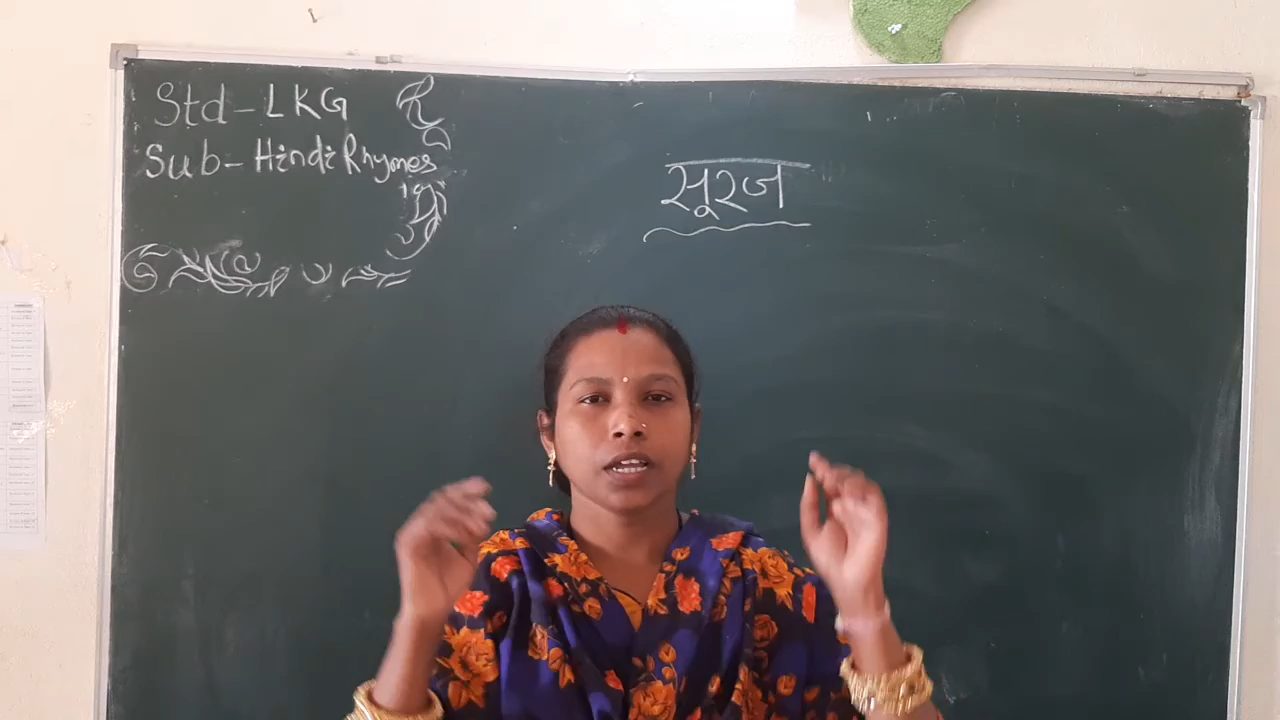 Std - LKG
Sub - Hindi Rhymes
सूरज